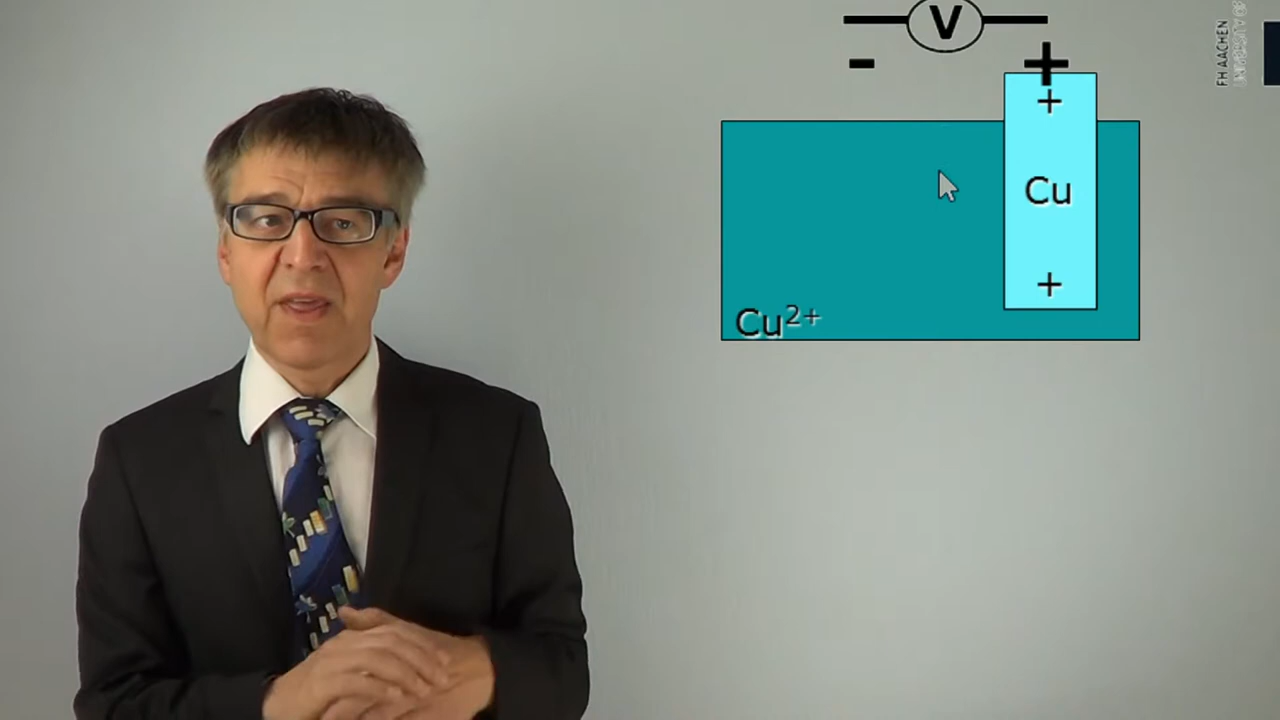 V
- +
+
Cu
+
Cu²⁺
FH AACHEN